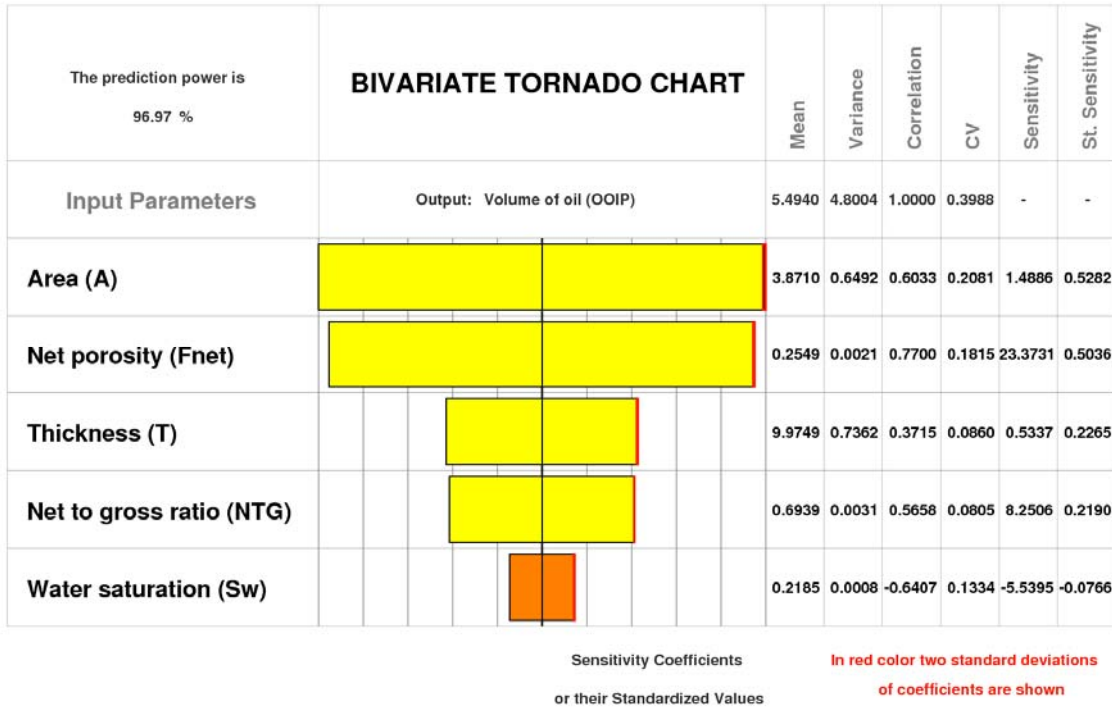 The prediction power is
96.97 %
BIVARIATE TORNADO CHART
Mean
Variance
Correlation
CV
Sensitivity
St. Sensitivity
Input Parameters
Output: Volume of oil (OOIP)
5.4940 4.8004 1.0000 0.3988 - -
Area (A)
3.8710 0.6492 0.6033 0.2081 1.4886 0.5282
Net porosity (Fnet)
0.2549 0.0021 0.7700 0.1815 23.3731 0.5036
Thickness (T)
9.9749 0.7362 0.3715 0.0860 0.5337 0.2265
Net to gross ratio (NTG)
0.6939 0.0031 0.5658 0.0805 8.2506 0.2190
Water saturation (Sw)
0.2185 0.0008 -0.6407 0.1334 -5.5395 -0.0766
Sensitivity Coefficients
or their Standardized Values
In red color two standard deviations
of coefficients are shown